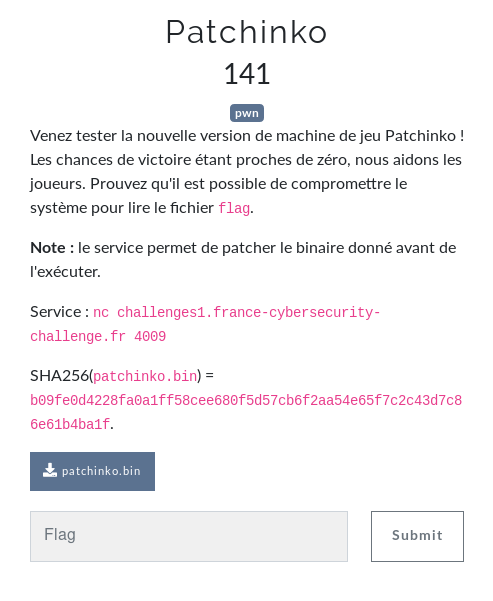 Patchinko
141
pwn
Venez tester la nouvelle version de machine de jeu Patchinko !
Les chances de victoire étant proches de zéro, nous aidons les
joueurs. Prouvez qu'il est possible de compromettre le
système pour lire le fichier flag.
Note : le service permet de patcher le binaire donné avant de
l'exécuter.
Service : nc challenges1.france-cybersecurity-
challenge.fr 4009
SHA256(patchinko.bin) =
b09fe0d4228fa0a1ff58cee680f5d57cb6f2aa54e65f7c2c43d7c8
6e61b4ba1f.
patchinko.bin
Flag
Submit